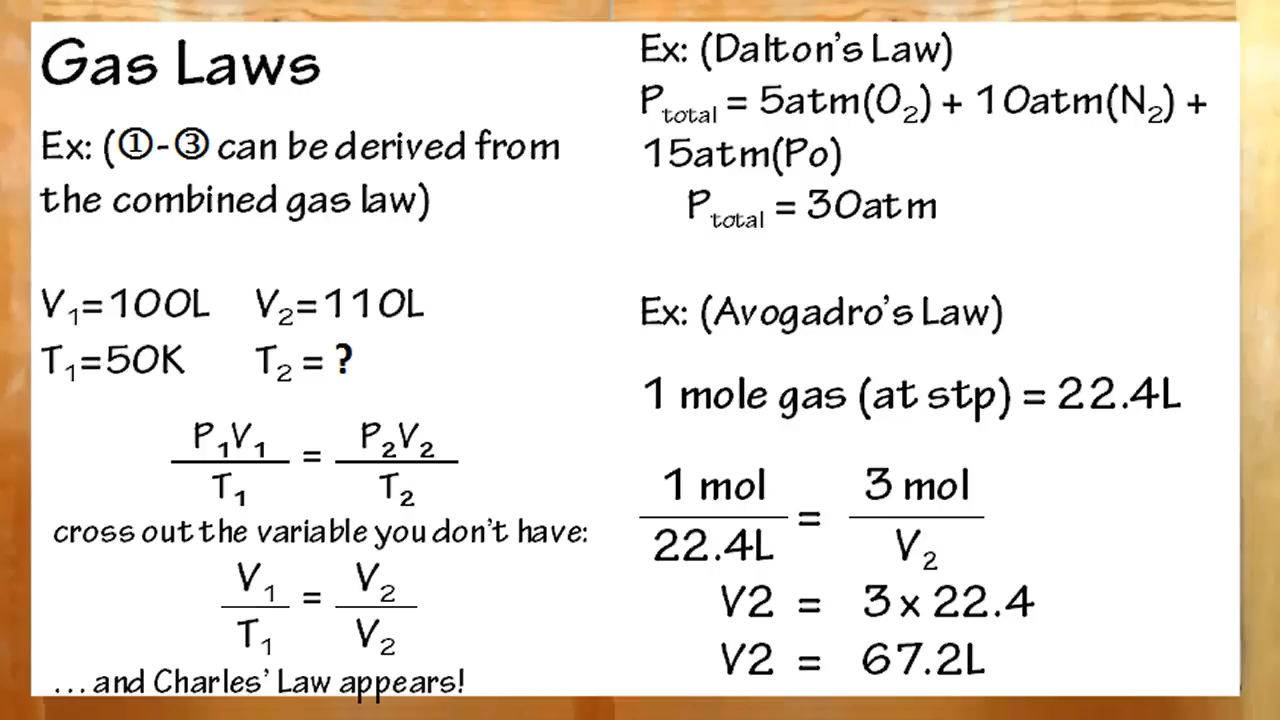 Gas Laws
Ex: (①-③ can be derived from
the combined gas law)
V₁=100L V₂=110L
T₁=50K T₂ = ?
P₁V₁ / T₁ = P₂V₂ / T₂
cross out the variable you don't have:
V₁ / T₁ = V₂ / V₂
...and Charles' Law appears!
Ex: (Dalton's Law)
Ptotal = 5atm(O₂) + 10atm(N₂) +
15atm(Po)
Ptotal = 30atm
Ex: (Avogadro's Law)
1 mole gas (at stp) = 22.4L
1 mol / 22.4L = 3 mol / V₂
V2 = 3 x 22.4
V2 = 67.2L